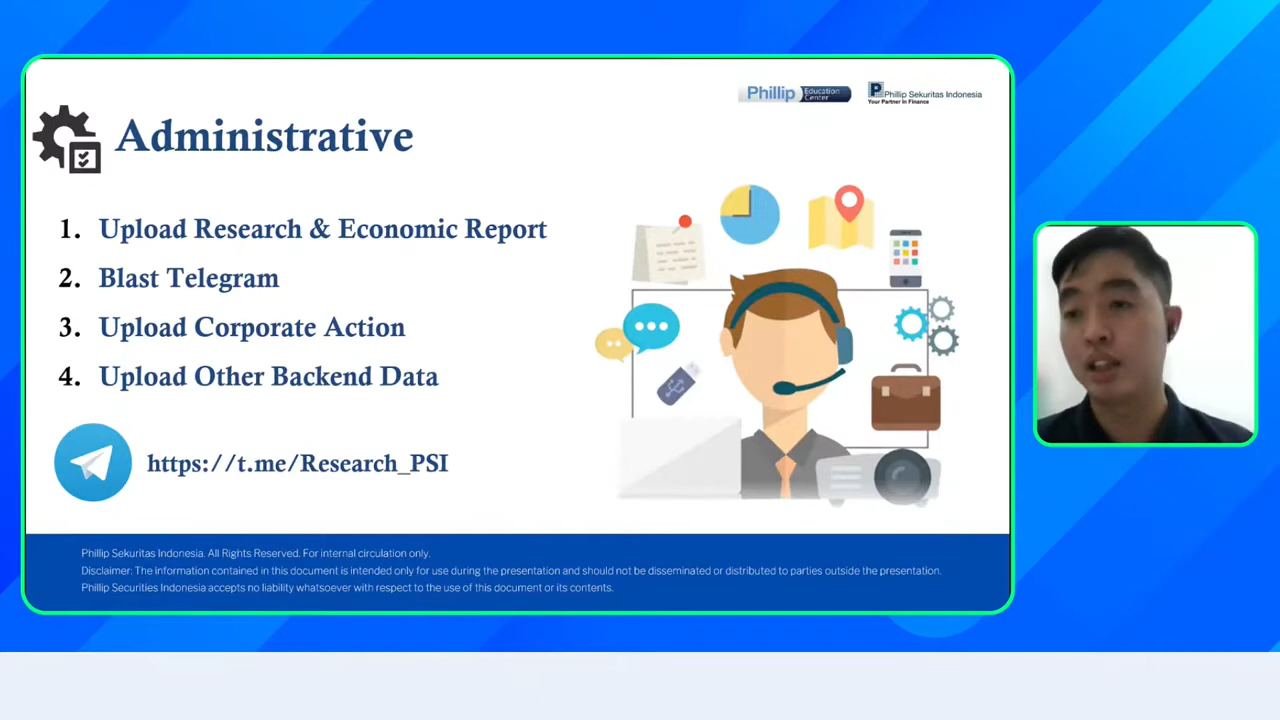 Phillip Education Center
Phillip Sekuritas Indonesia
Your Partner in Finance
Administrative
1. Upload Research & Economic Report
2. Blast Telegram
3. Upload Corporate Action
4. Upload Other Backend Data
https://t.me/Research_PSI
Phillip Sekuritas Indonesia. All Rights Reserved. For internal circulation only.
Disclaimer: The information contained in this document is intended only for use during the presentation and should not be disseminated or distributed to parties outside the presentation.
Phillip Securities Indonesia accepts no liability whatsoever with respect to the use of this document or its contents.